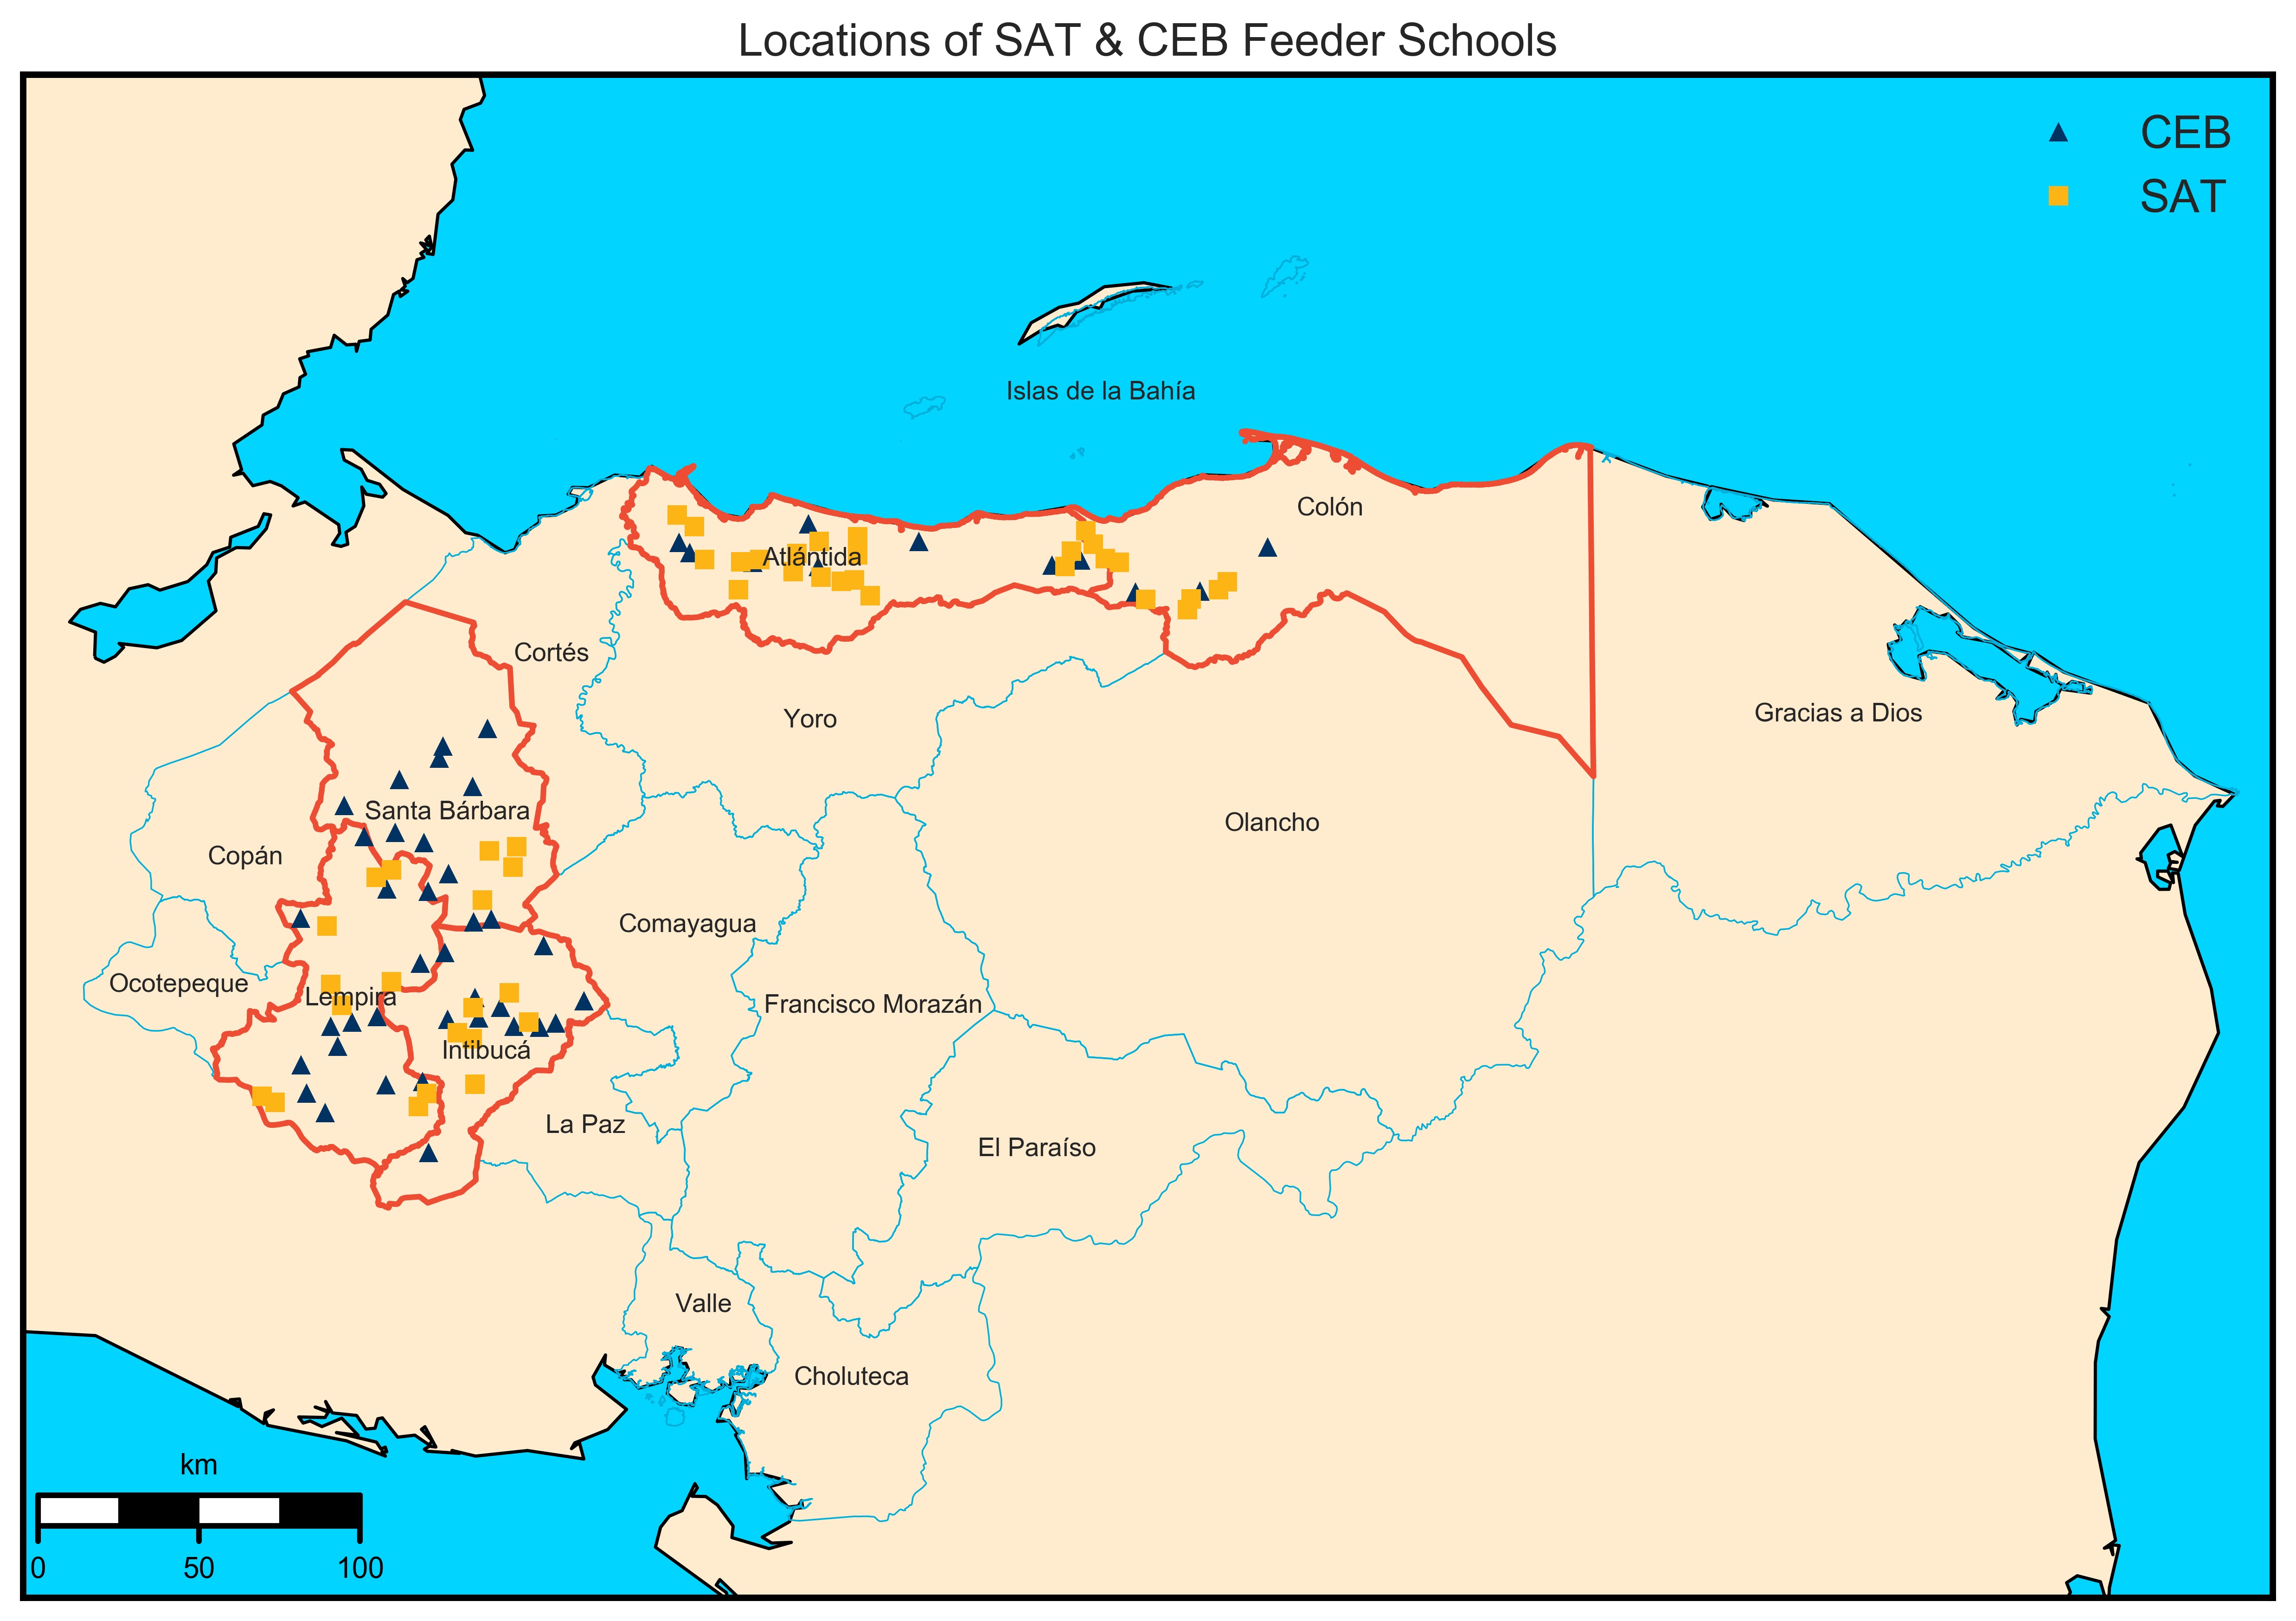 Locations of SAT & CEB Feeder Schools
CEB
SAT
Islas de la Bahía
Colón
Atlántida
Cortés
Yoro
Gracias a Dios
Santa Bárbara
Olancho
Copán
Comayagua
Ocotepeque
Lempira
Francisco Morazán
Intibucá
La Paz
El Paraíso
Valle
Choluteca
km
0 50 100